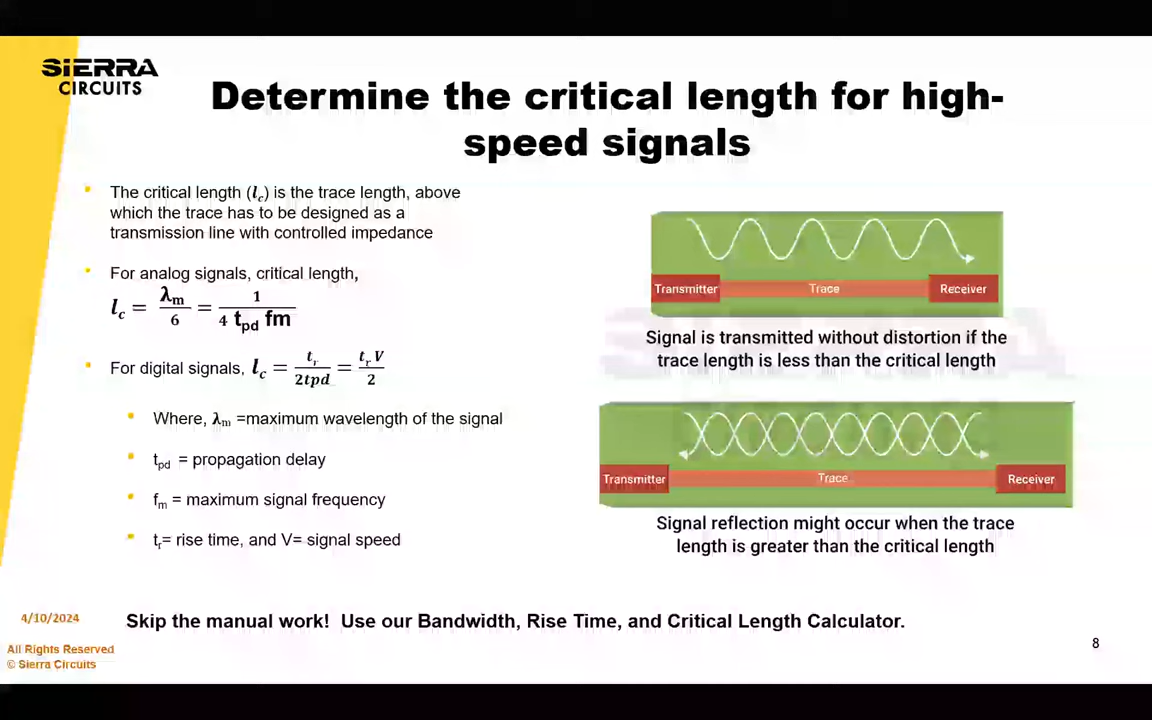 SIERRA
CIRCUITS
Determine the critical length for high-
speed signals
The critical length (l_c) is the trace length, above
which the trace has to be designed as a
transmission line with controlled impedance
For analog signals, critical length,
l_c = λ_m/6 = 1/(4 t_pd fm)
For digital signals, l_c = t_r/(2tpd) = t_r V/2
Where, λ_m =maximum wavelength of the signal
t_pd = propagation delay
f_m = maximum signal frequency
t_r= rise time, and V= signal speed
Transmitter Trace Receiver
Signal is transmitted without distortion if the
trace length is less than the critical length
Transmitter Trace Receiver
Signal reflection might occur when the trace
length is greater than the critical length
Skip the manual work! Use our Bandwidth, Rise Time, and Critical Length Calculator.
4/10/2024
All Rights Reserved
© Sierra Circuits
8